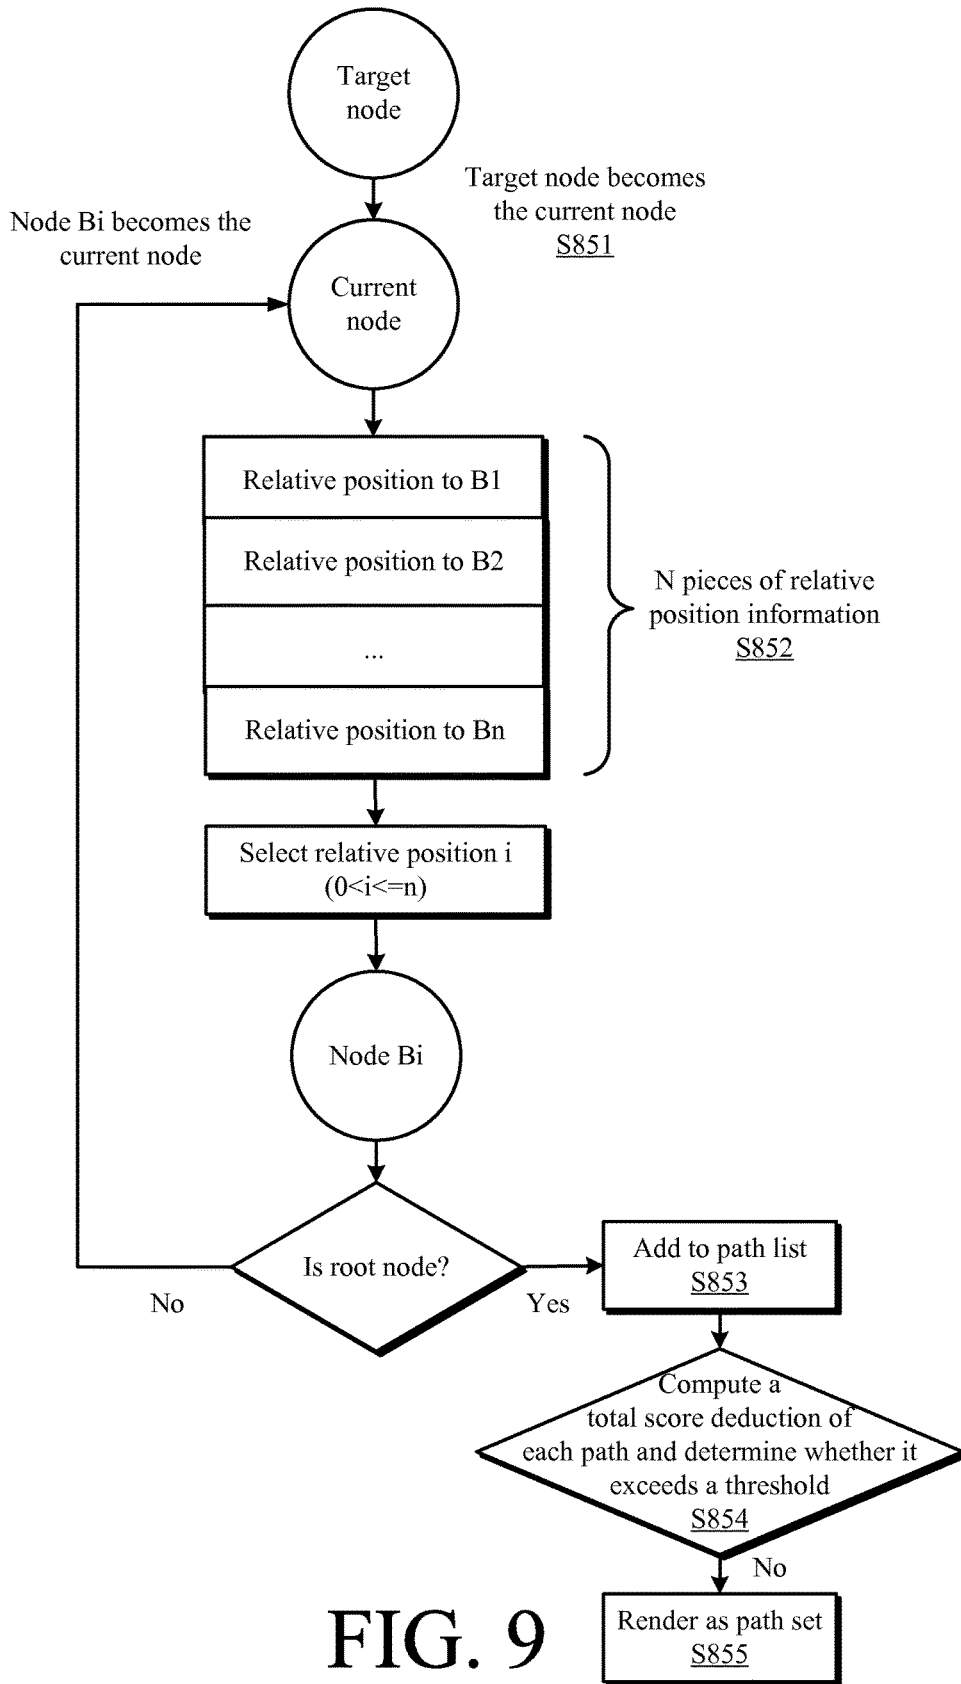 Target
node
Target node becomes
the current node
S851
Node Bi becomes the
current node
Current
node
Relative position to B1
Relative position to B2
...
Relative position to Bn
N pieces of relative
position information
S852
Select relative position i
(0<i<=n)
Node Bi
Is root node?
No
Yes
Add to path list
S853
Compute a
total score deduction of
each path and determine whether it
exceeds a threshold
S854
No
Render as path set
S855
FIG. 9